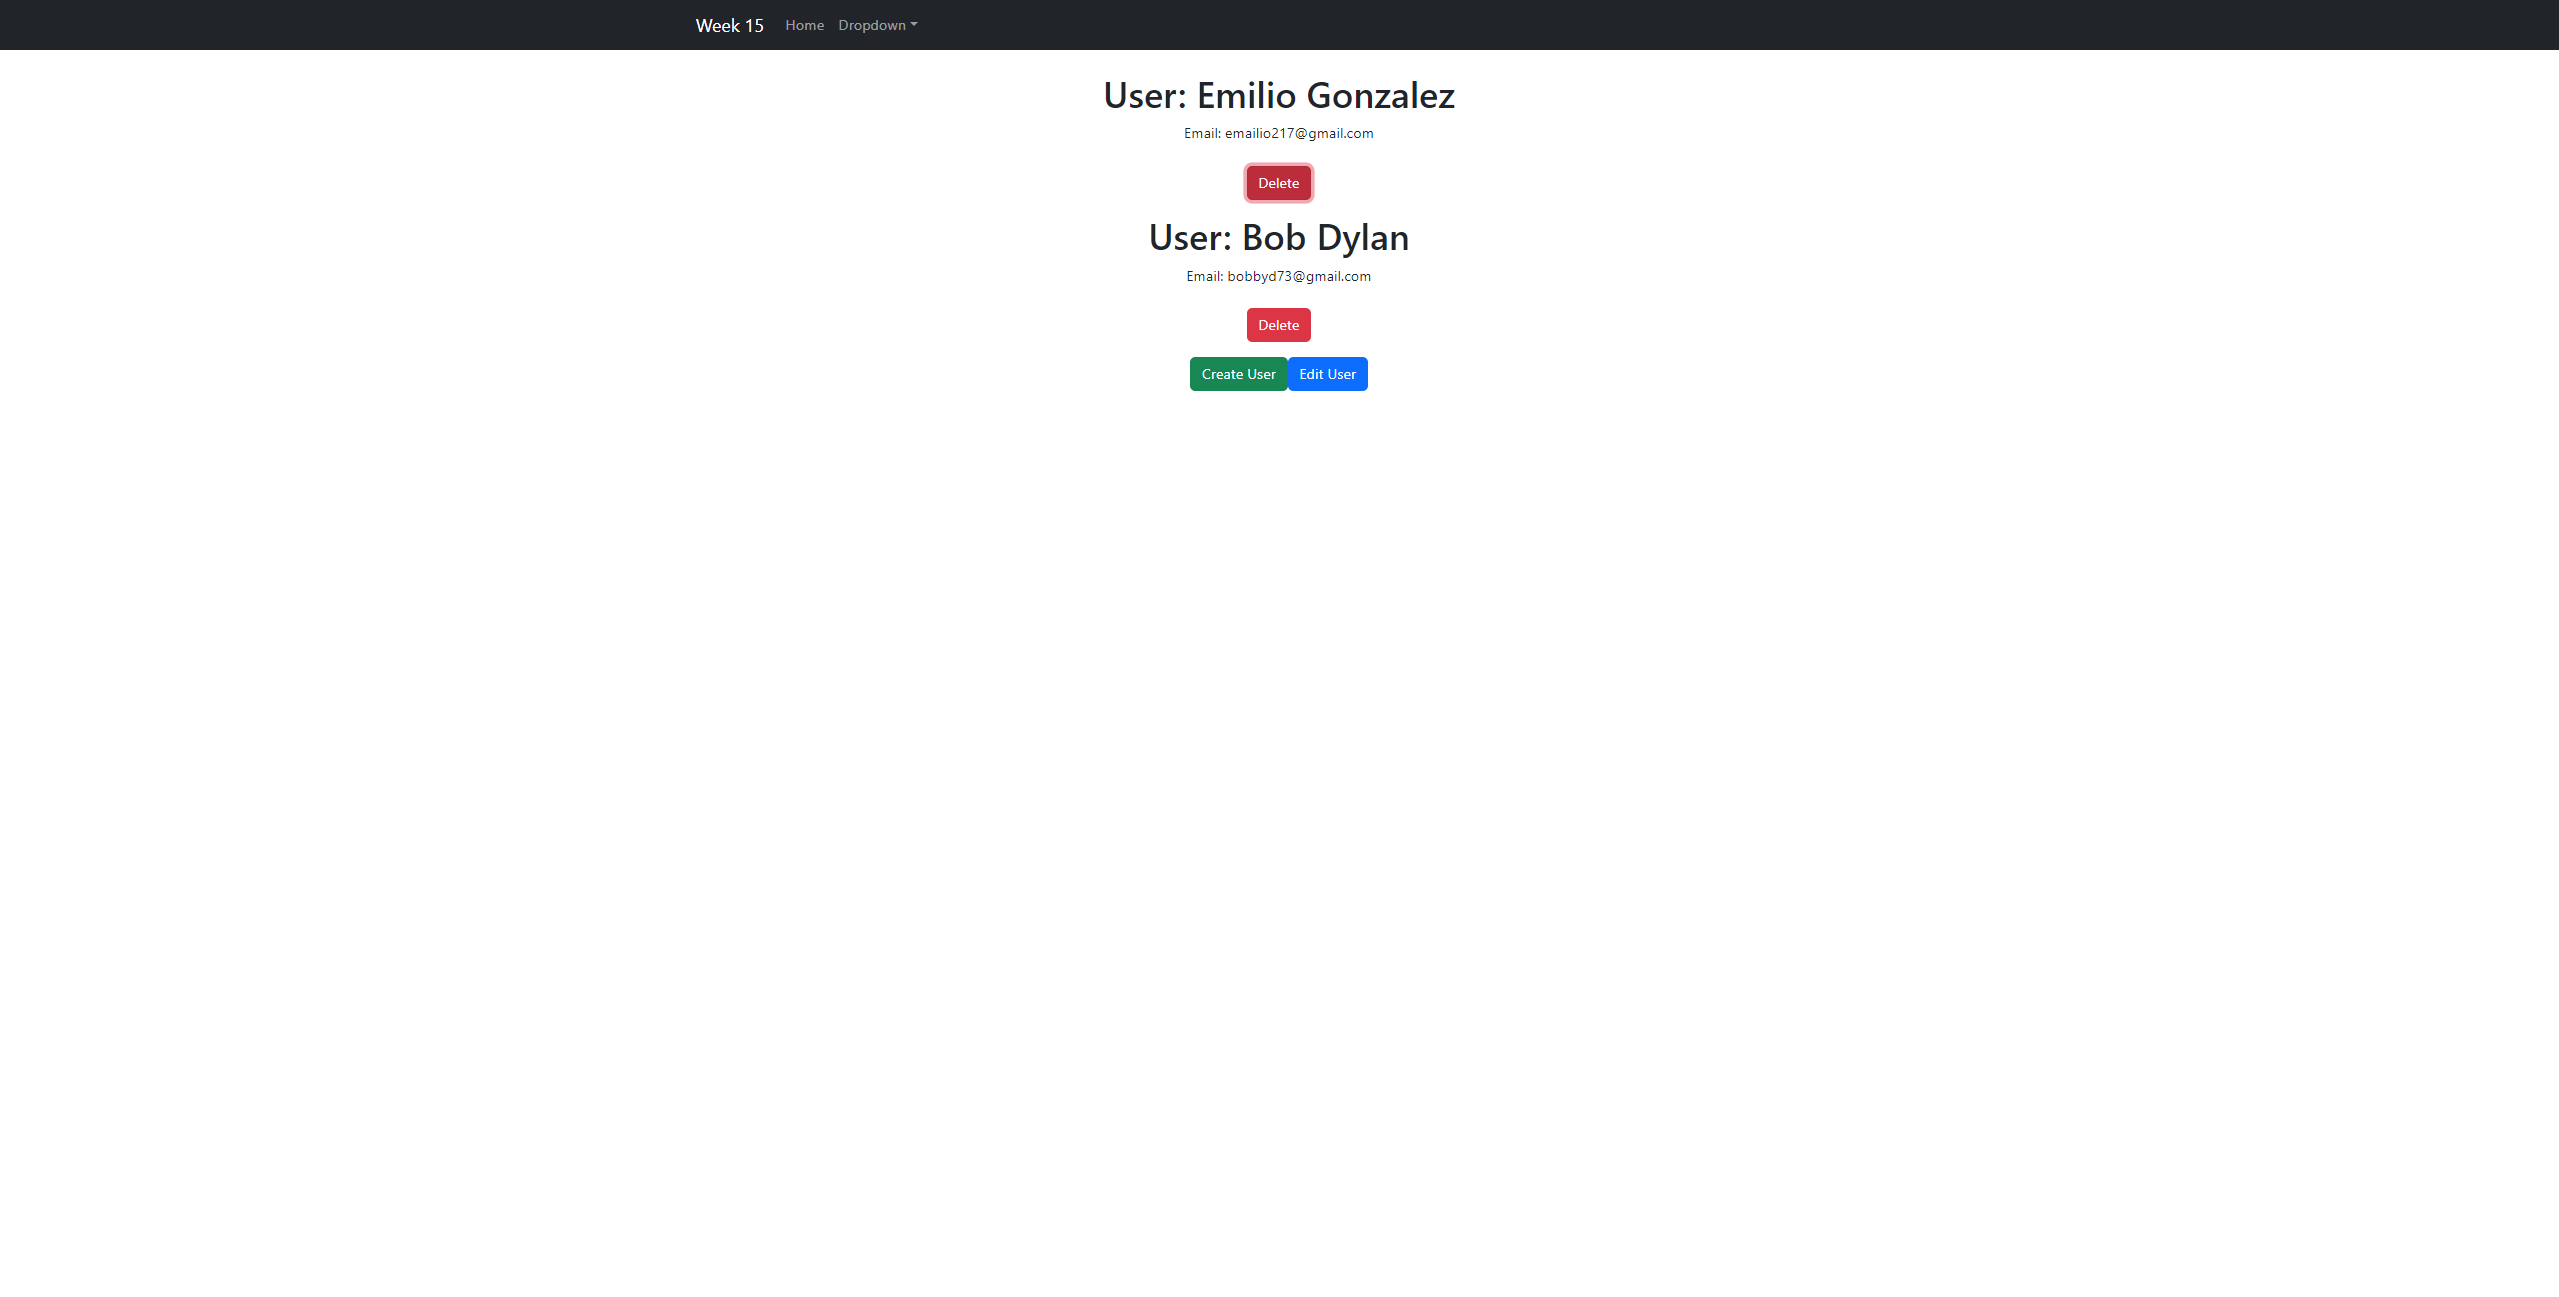 Week 15 Home Dropdown
User: Emilio Gonzalez
Email: emailio217@gmail.com
Delete
User: Bob Dylan
Email: bobbyd73@gmail.com
Delete
Create User Edit User